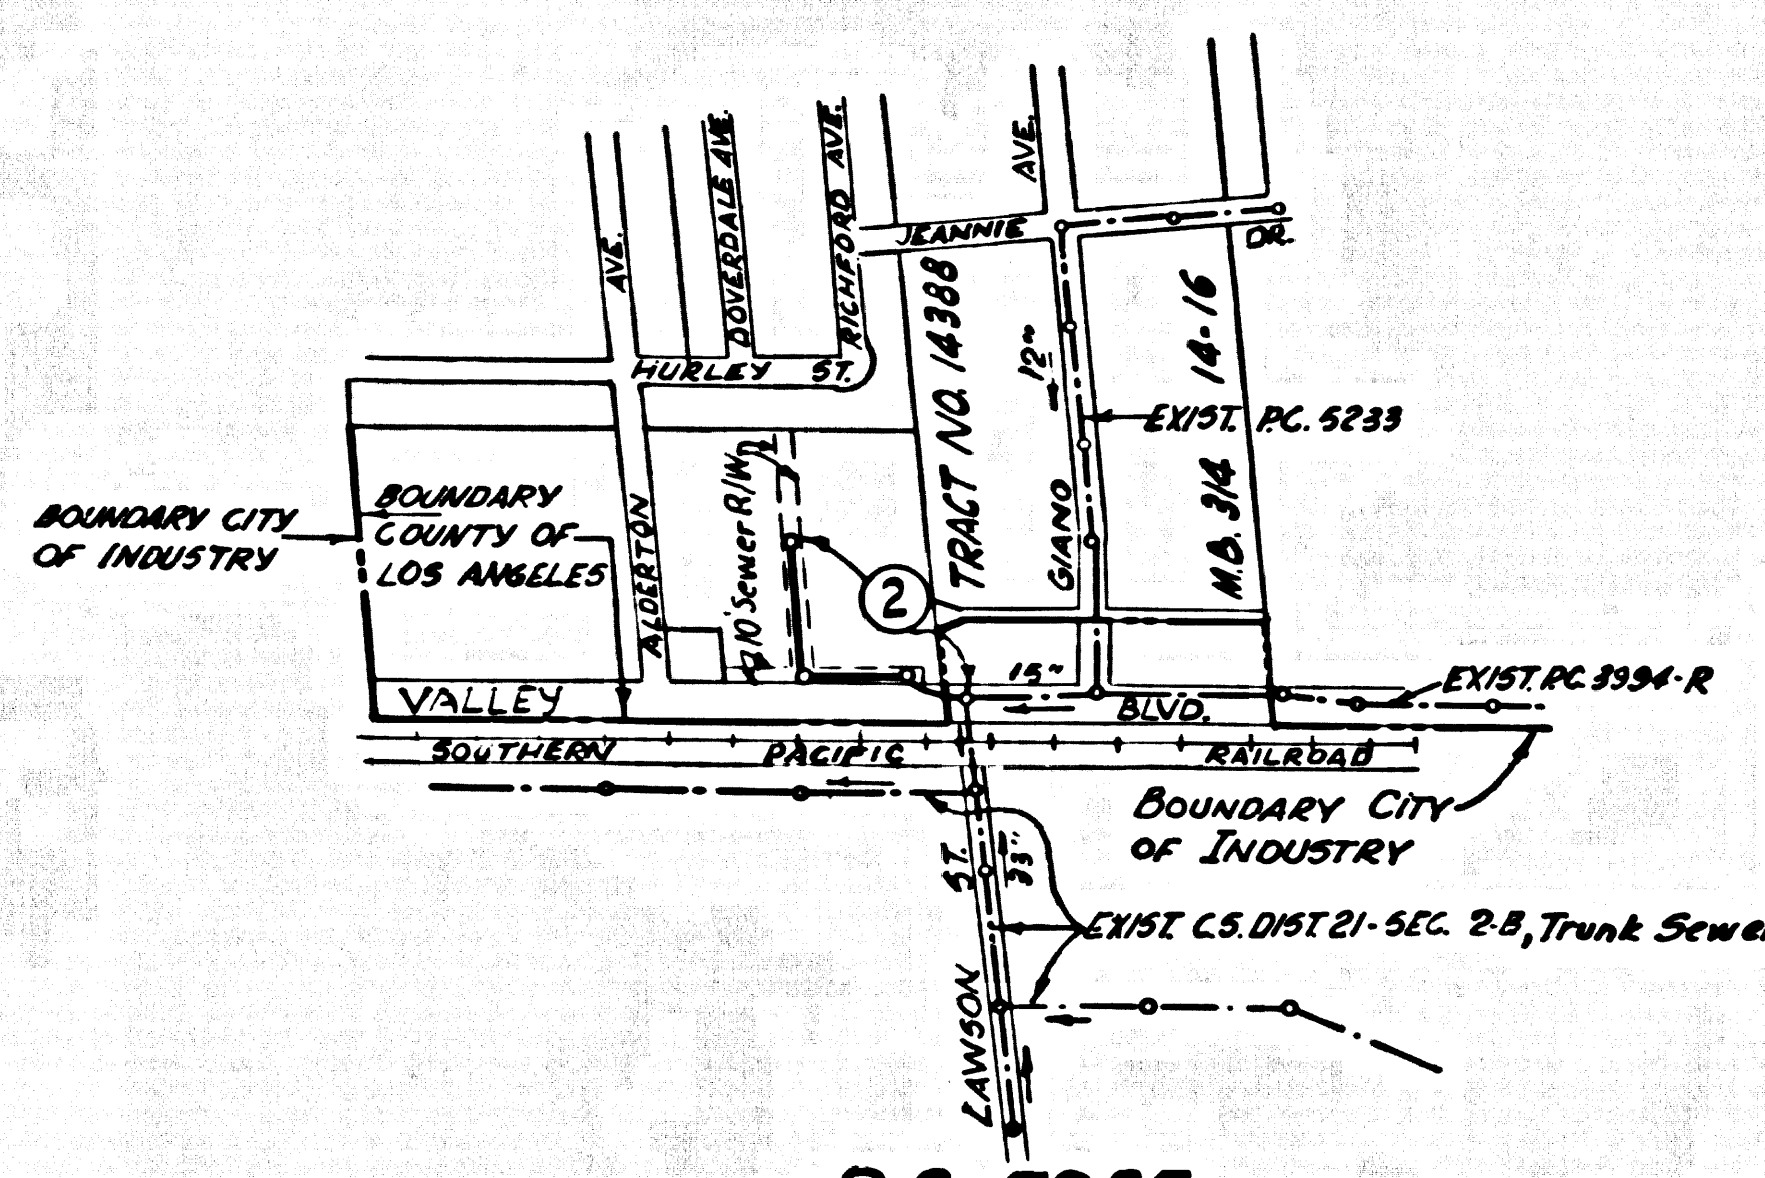 AVE.
DOVERDALE AVE.
RICHFORD AVE.
AVE.
JEANNIE
DR.
HURLEY ST.
TRACT NO. 14388
12"
M.B. 314 14-16
EXIST. P.C. 5233
BOUNDARY CITY
OF INDUSTRY
BOUNDARY
COUNTY OF
LOS ANGELES
ALDERTON
10' Sewer R/W
2
GIANO
15"
EXIST. P.C. 3994-R
VALLEY
BLVD.
SOUTHERN PACIFIC RAILROAD
BOUNDARY CITY
OF INDUSTRY
ST.
33"
EXIST. C.S. DIST. 21-SEC. 2-B, Trunk Sewer
LAWSON